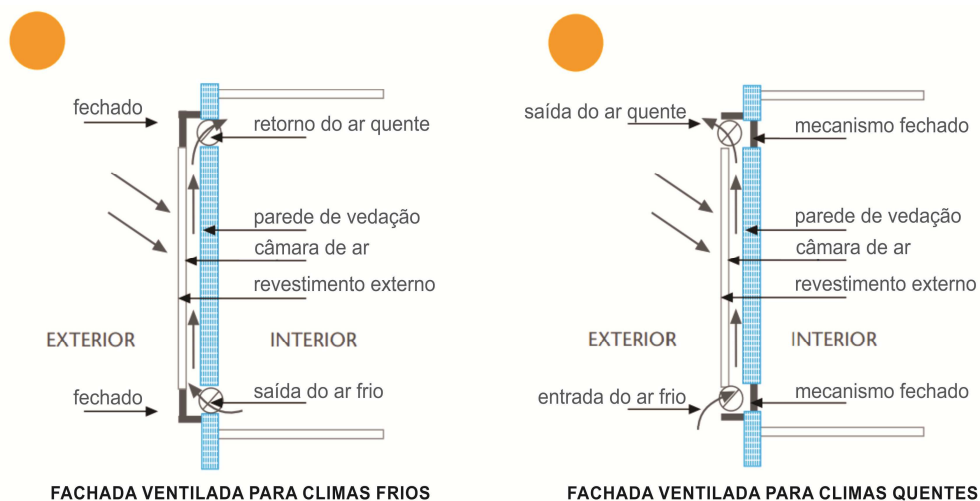 fechado
retorno do ar quente
parede de vedação
câmara de ar
revestimento externo
EXTERIOR
INTERIOR
fechado
saída do ar frio
FACHADA VENTILADA PARA CLIMAS FRIOS
saída do ar quente
mecanismo fechado
parede de vedação
câmara de ar
revestimento externo
EXTERIOR
INTERIOR
entrada do ar frio
mecanismo fechado
FACHADA VENTILADA PARA CLIMAS QUENTES